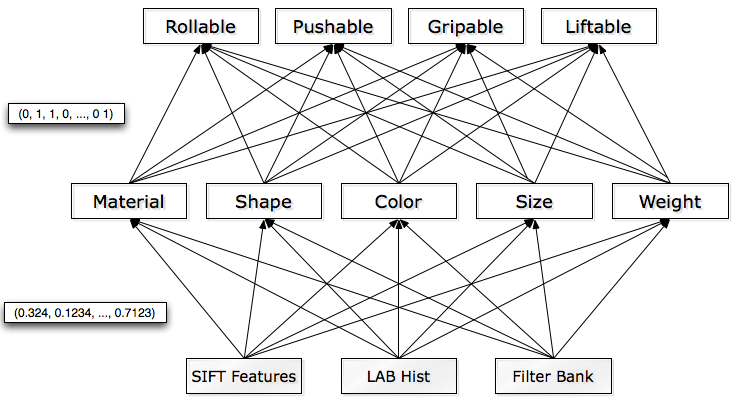 Rollable
Pushable
Gripable
Liftable
(0, 1, 1, 0, ..., 0 1)
Material
Shape
Color
Size
Weight
(0.324, 0.1234, ..., 0.7123)
SIFT Features
LAB Hist
Filter Bank